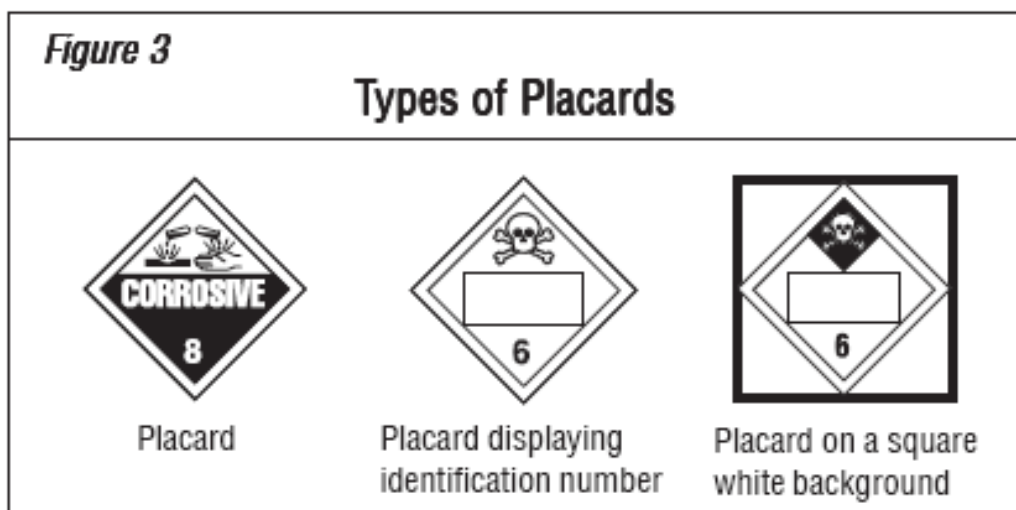 Figure 3
Types of Placards
CORROSIVE
8
6
6
Placard
Placard displaying
identification number
Placard on a square
white background